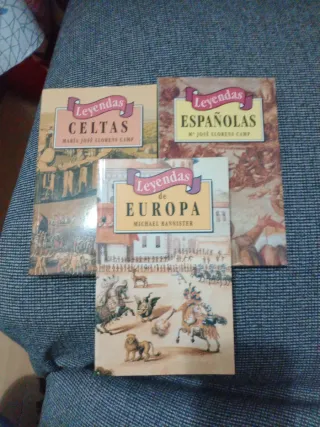 Leyendas
CELTAS
MARÍA JOSÉ LLORENS CAMP
Leyendas
ESPAÑOLAS
Mª JOSÉ LLORENS CAMP
Leyendas
de
EUROPA
MICHAEL BANNISTER